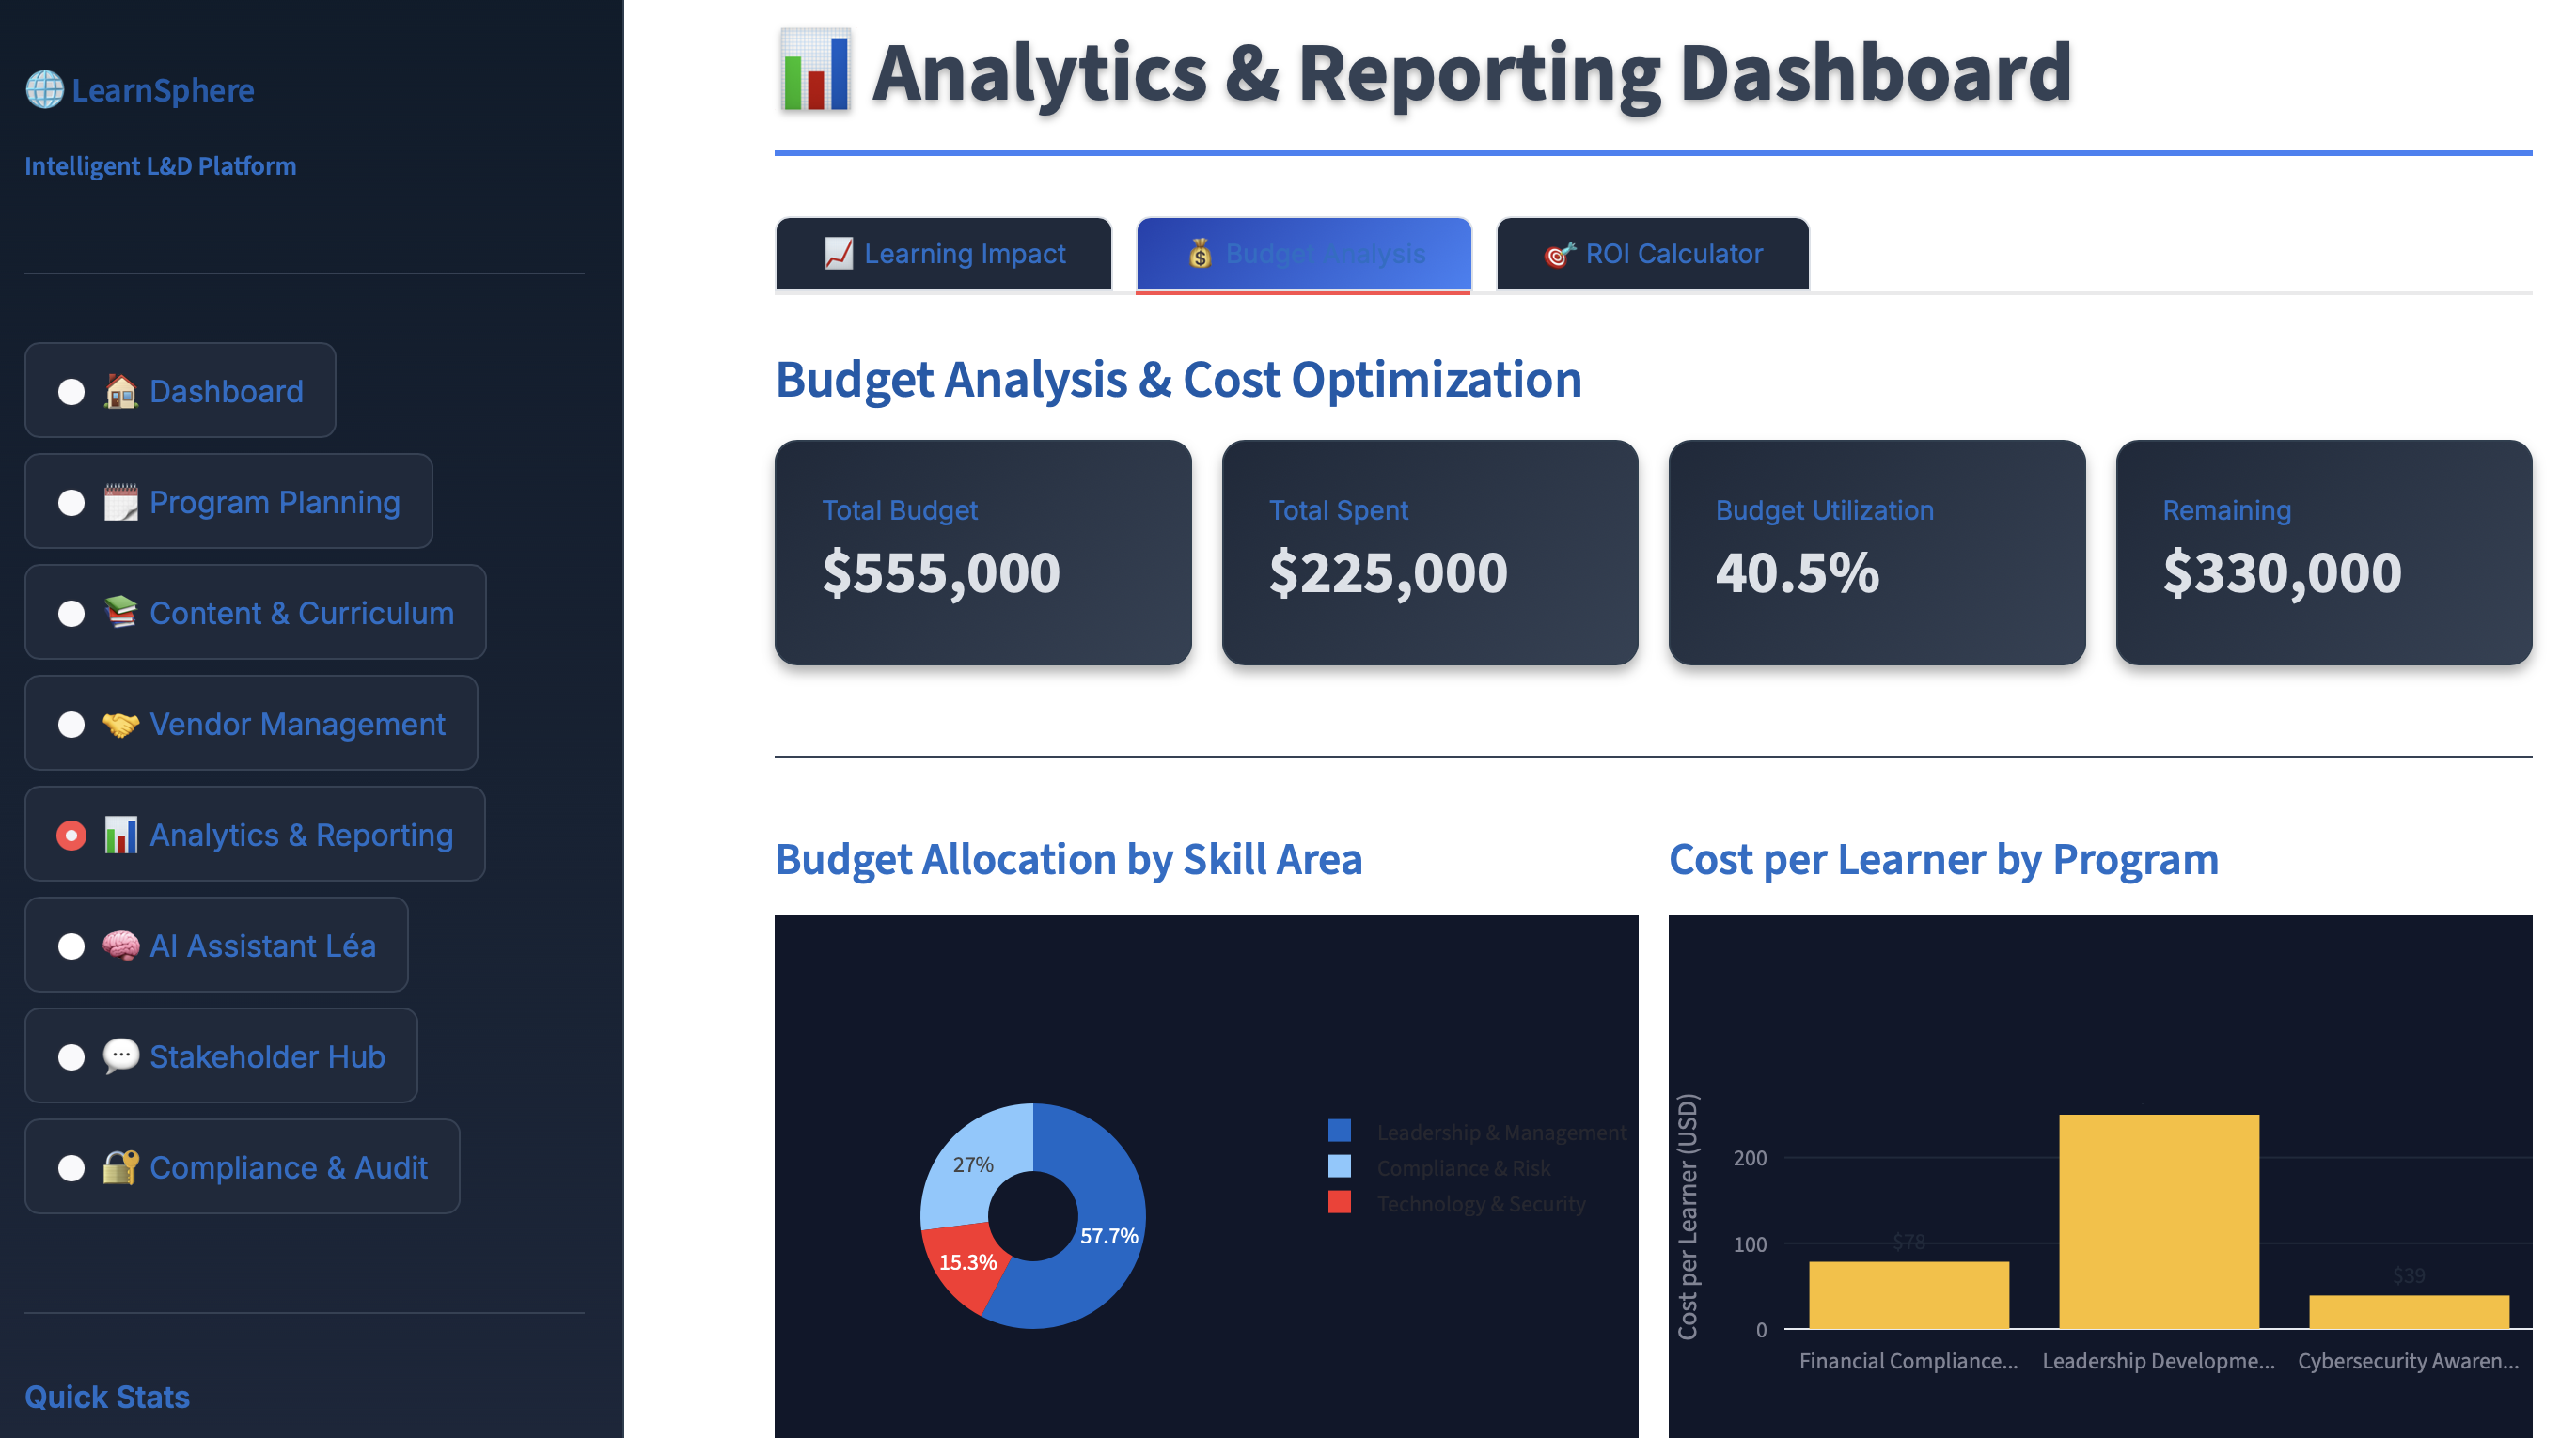 LearnSphere
Intelligent L&D Platform
Dashboard
Program Planning
Content & Curriculum
Vendor Management
Analytics & Reporting
AI Assistant Léa
Stakeholder Hub
Compliance & Audit
Quick Stats
Analytics & Reporting Dashboard
Learning Impact
Budget Analysis
ROI Calculator
Budget Analysis & Cost Optimization
Total Budget
$555,000
Total Spent
$225,000
Budget Utilization
40.5%
Remaining
$330,000
Budget Allocation by Skill Area
27%
57.7%
15.3%
Leadership & Management
Compliance & Risk
Technology & Security
Cost per Learner by Program
Cost per Learner (USD)
200
100
0
$78
$39
Financial Compliance...
Leadership Developme...
Cybersecurity Awaren...